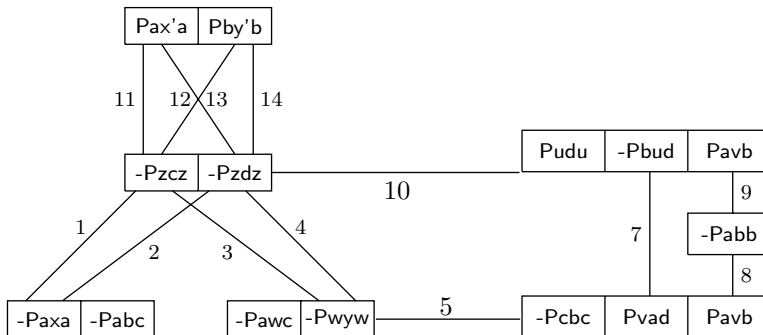 Pax'a Pby'b
11 12 13 14
-Pzcz -Pzdz
Pudu -Pbud Pavb
10
9
1 2 3 4
7
-Pabb
8
-Paxa -Pabc
-Pawc -Pwyw
5
-Pcbc Pvad Pavb